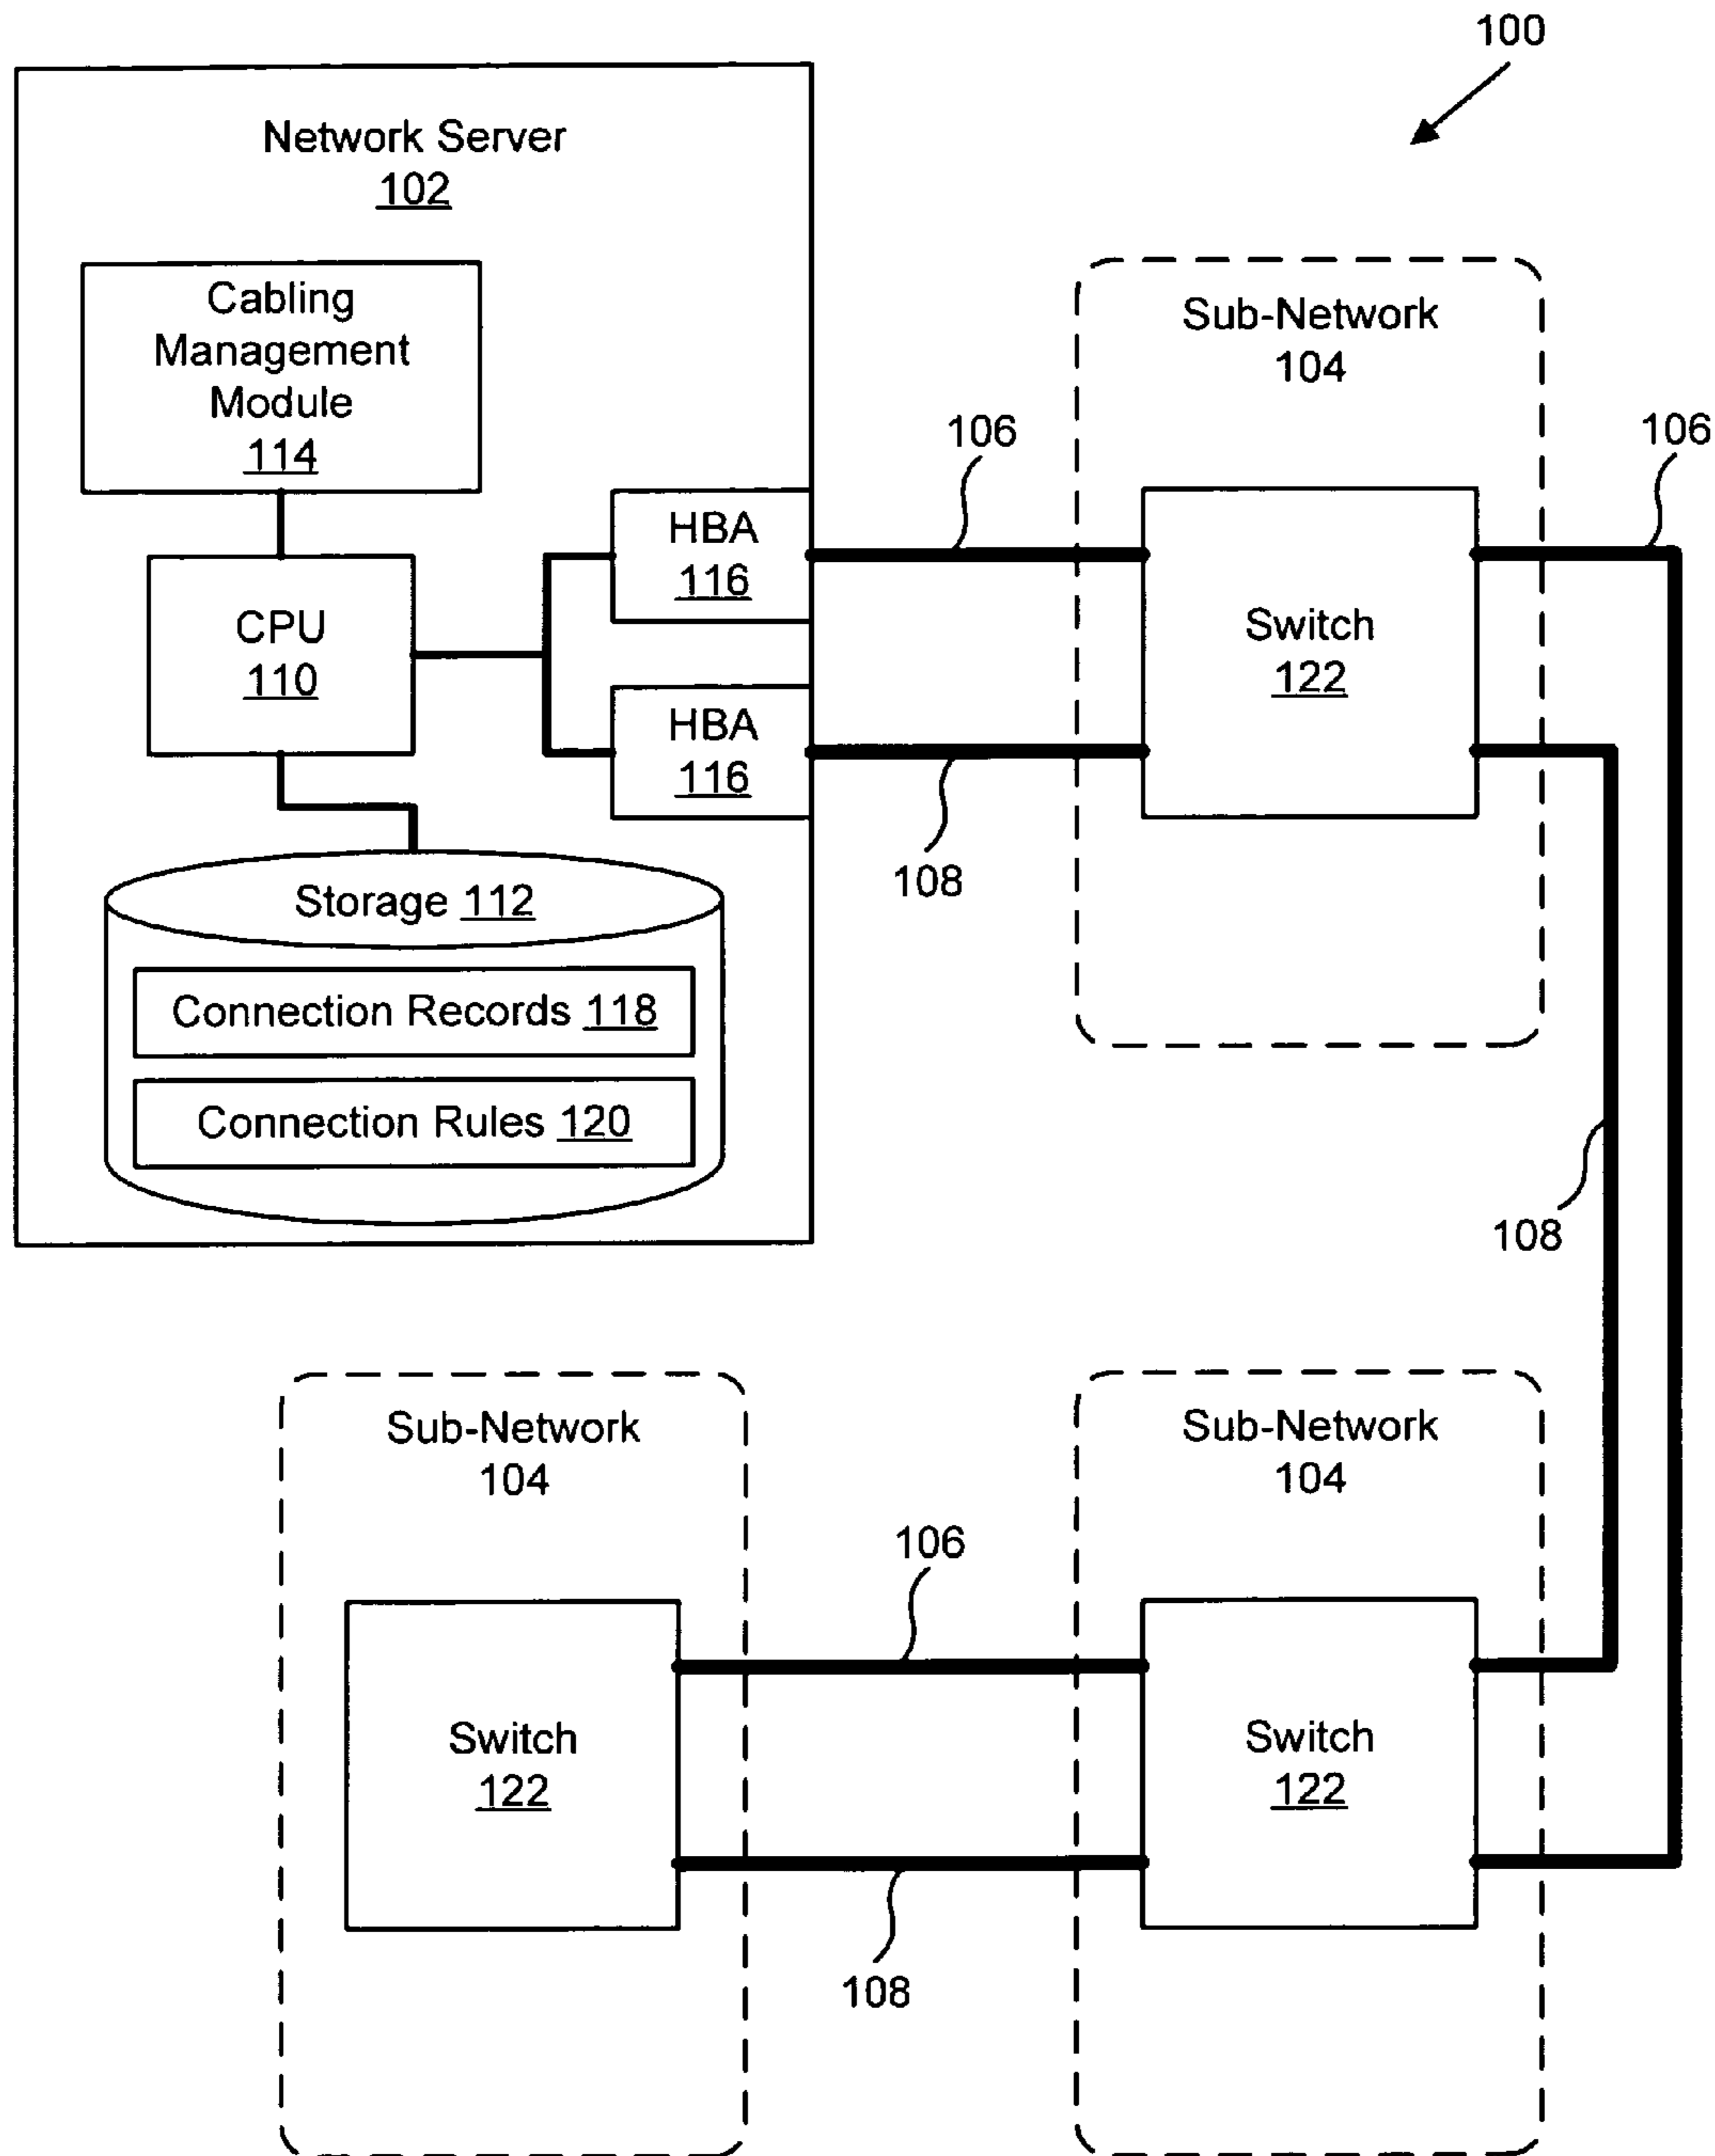 100
Network Server
102
Cabling
Management
Module
114
CPU
110
HBA
116
HBA
116
Storage 112
Connection Records 118
Connection Rules 120
106
108
Sub-Network
104
Switch
122
106
108
Sub-Network
104
Switch
122
106
108
Sub-Network
104
Switch
122